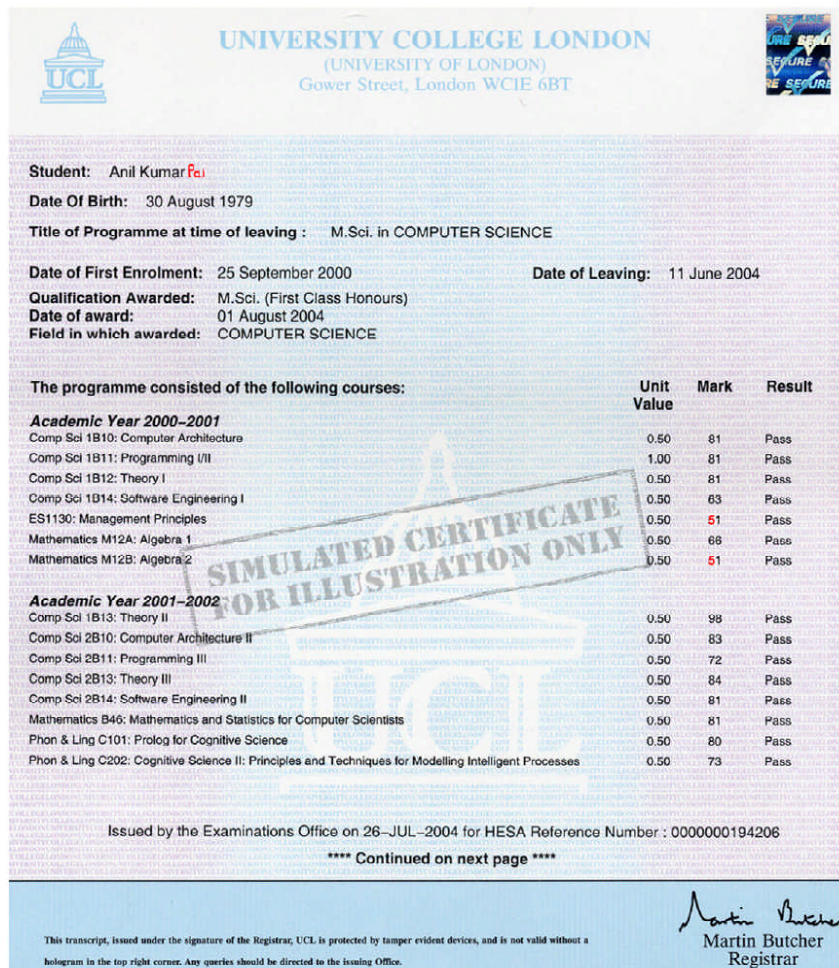 UCL
UNIVERSITY COLLEGE LONDON
(UNIVERSITY OF LONDON)
Gower Street, London WC1E 6BT
SECURE
Student: Anil Kumar Pai
Date Of Birth: 30 August 1979
Title of Programme at time of leaving : M.Sci. in COMPUTER SCIENCE
Date of First Enrolment: 25 September 2000 Date of Leaving: 11 June 2004
Qualification Awarded: M.Sci. (First Class Honours)
Date of award: 01 August 2004
Field in which awarded: COMPUTER SCIENCE
The programme consisted of the following courses: Unit Value Mark Result
Academic Year 2000–2001
Comp Sci 1B10: Computer Architecture 0.50 81 Pass
Comp Sci 1B11: Programming I/II 1.00 81 Pass
Comp Sci 1B12: Theory I 0.50 81 Pass
Comp Sci 1B14: Software Engineering I 0.50 63 Pass
ES1130: Management Principles 0.50 51 Pass
Mathematics M12A: Algebra 1 0.50 66 Pass
Mathematics M12B: Algebra 2 0.50 51 Pass
SIMULATED CERTIFICATE
FOR ILLUSTRATION ONLY
Academic Year 2001–2002
Comp Sci 1B13: Theory II 0.50 98 Pass
Comp Sci 2B10: Computer Architecture II 0.50 83 Pass
Comp Sci 2B11: Programming III 0.50 72 Pass
Comp Sci 2B13: Theory III 0.50 84 Pass
Comp Sci 2B14: Software Engineering II 0.50 81 Pass
Mathematics B46: Mathematics and Statistics for Computer Scientists 0.50 81 Pass
Phon & Ling C101: Prolog for Cognitive Science 0.50 80 Pass
Phon & Ling C202: Cognitive Science II: Principles and Techniques for Modelling Intelligent Processes 0.50 73 Pass
UCL
Issued by the Examinations Office on 26–JUL–2004 for HESA Reference Number : 0000000194206
**** Continued on next page ****
Martin Butcher
This transcript, issued under the signature of the Registrar, UCL is protected by tamper evident devices, and is not valid without a
hologram in the top right corner. Any queries should be directed to the issuing Office.
Martin Butcher
Registrar